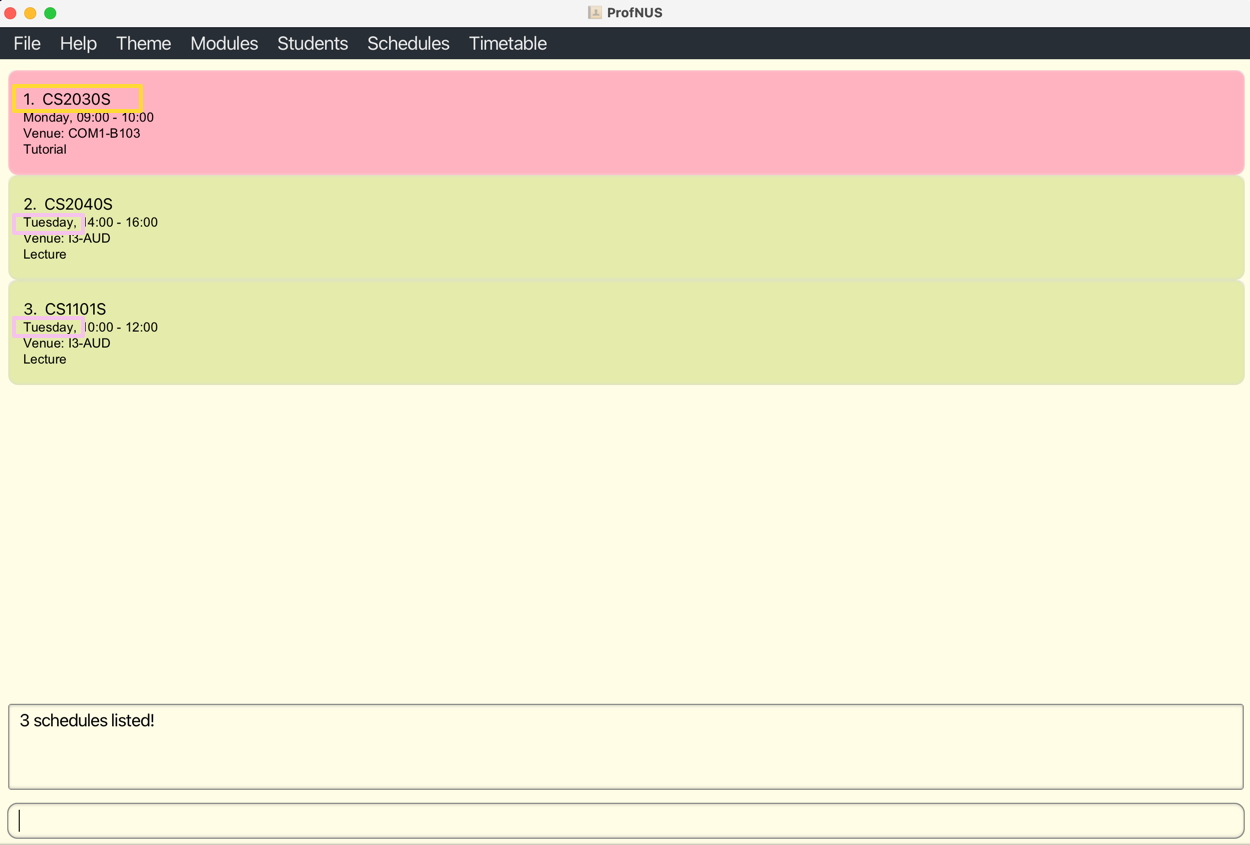 ProfNUS
File Help Theme Modules Students Schedules Timetable
1. CS2030S
Monday, 09:00 - 10:00
Venue: COM1-B103
Tutorial
2. CS2040S
Tuesday, 14:00 - 16:00
Venue: I3-AUD
Lecture
3. CS1101S
Tuesday, 10:00 - 12:00
Venue: I3-AUD
Lecture
3 schedules listed!